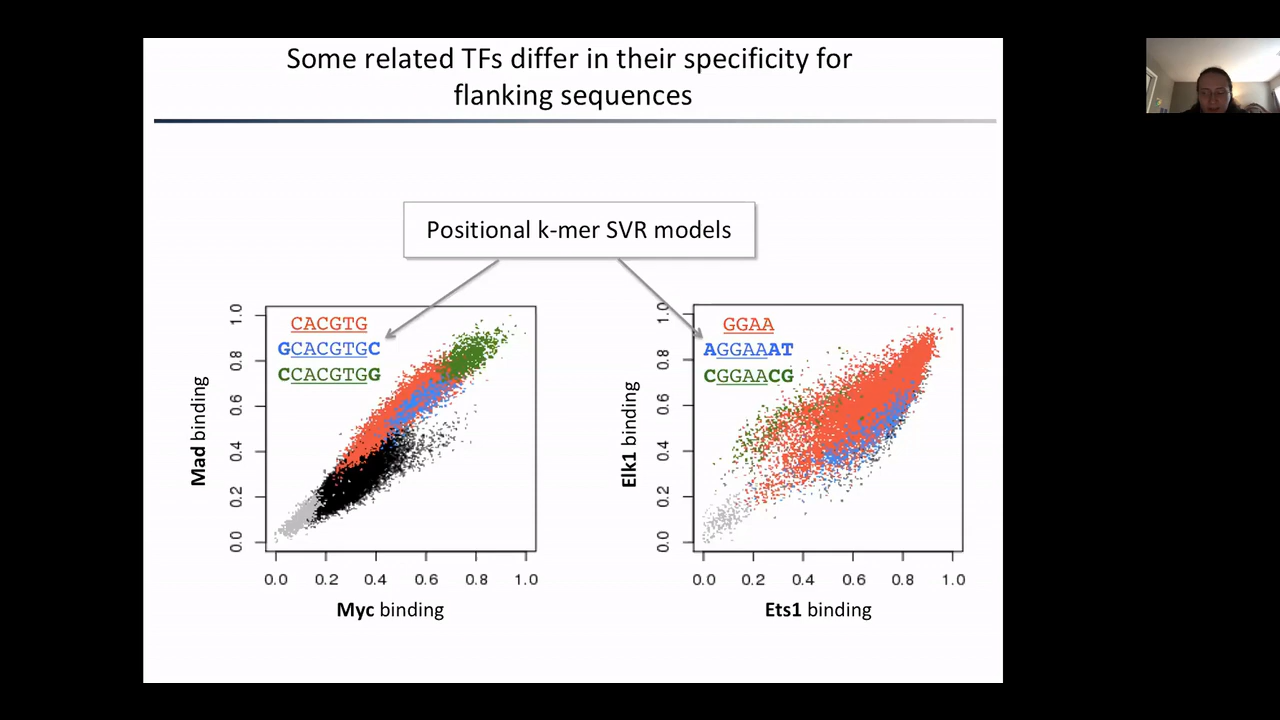 Some related TFs differ in their specificity for
flanking sequences
Positional k-mer SVR models
CACGTG
GCACGTGC
CCACGTGG
Mad binding
0.0 0.2 0.4 0.6 0.8 1.0
0.0 0.2 0.4 0.6 0.8 1.0
Myc binding
GGAA
AGGAAAT
CGGAACG
Elk1 binding
0.0 0.2 0.4 0.6 0.8 1.0
0.0 0.2 0.4 0.6 0.8 1.0
Ets1 binding